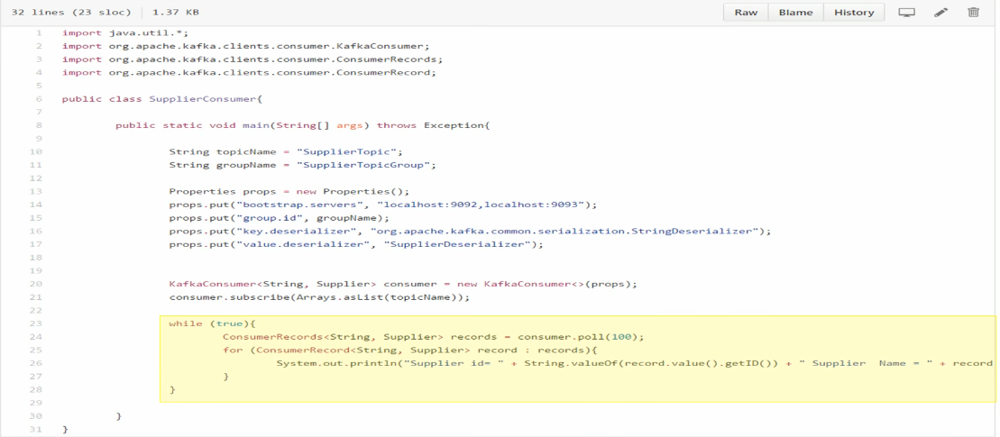 32 lines (23 sloc) 1.37 KB Raw Blame History
1 import java.util.*;
2 import org.apache.kafka.clients.consumer.KafkaConsumer;
3 import org.apache.kafka.clients.consumer.ConsumerRecords;
4 import org.apache.kafka.clients.consumer.ConsumerRecord;
5
6 public class SupplierConsumer{
7
8 public static void main(String[] args) throws Exception{
9
10 String topicName = "SupplierTopic";
11 String groupName = "SupplierTopicGroup";
12
13 Properties props = new Properties();
14 props.put("bootstrap.servers", "localhost:9092,localhost:9093");
15 props.put("group.id", groupName);
16 props.put("key.deserializer", "org.apache.kafka.common.serialization.StringDeserializer");
17 props.put("value.deserializer", "SupplierDeserializer");
18
19
20 KafkaConsumer<String, Supplier> consumer = new KafkaConsumer<>(props);
21 consumer.subscribe(Arrays.asList(topicName));
22
23 while (true){
24 ConsumerRecords<String, Supplier> records = consumer.poll(100);
25 for (ConsumerRecord<String, Supplier> record : records){
26 System.out.println("Supplier id= " + String.valueOf(record.value().getID()) + " Supplier  Name = " + record
27 }
28 }
29
30 }
31 }